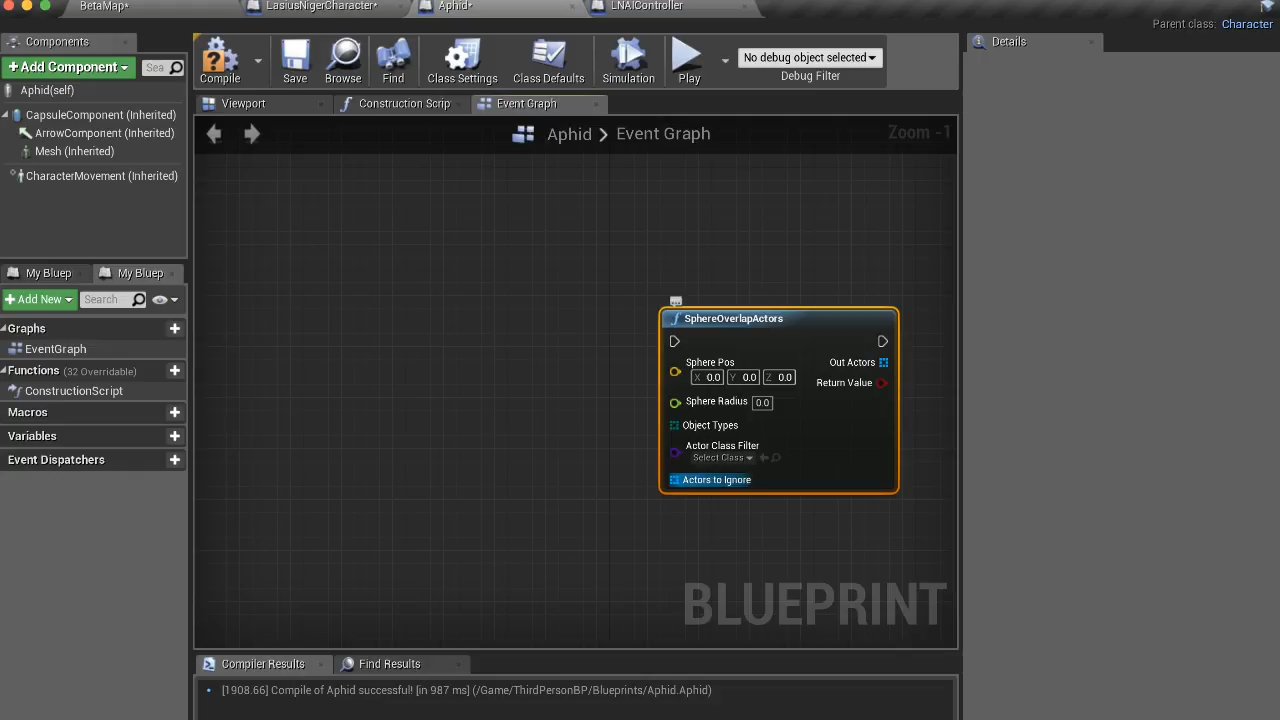 BetaMap*
LasiusNigerCharacter*
Aphid*
LNAIController
Parent class: Character
Components
+Add Component
Sea
Aphid(self)
CapsuleComponent (Inherited)
ArrowComponent (Inherited)
Mesh (Inherited)
CharacterMovement (Inherited)
Compile
Save
Browse
Find
Class Settings
Class Defaults
Simulation
Play
No debug object selected
Debug Filter
Details
Viewport
Construction Scrip
Event Graph
Aphid > Event Graph
Zoom -1
My Bluep
My Bluep
+Add New
Search
Graphs
EventGraph
Functions (32 Overridable)
ConstructionScript
Macros
Variables
Event Dispatchers
SphereOverlapActors
Sphere Pos
X 0.0 Y 0.0 Z 0.0
Out Actors
Return Value
Sphere Radius 0.0
Object Types
Actor Class Filter
Select Class
Actors to Ignore
BLUEPRINT
Compiler Results
Find Results
[1908.66] Compile of Aphid successful! [in 987 ms] (/Game/ThirdPersonBP/Blueprints/Aphid.Aphid)